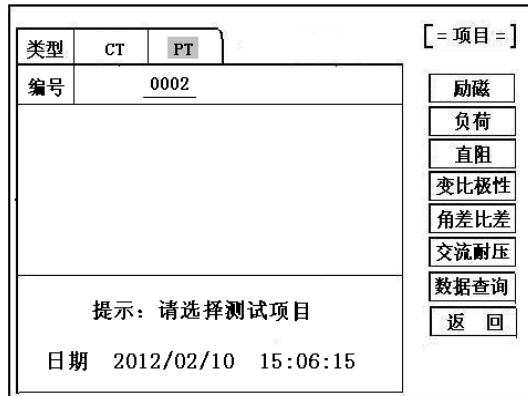 类型 CT PT
编号 0002
提示：请选择测试项目
日期 2012/02/10 15:06:15
[=项目=]
励磁
负荷
直阻
变比极性
角差比差
交流耐压
数据查询
返 回